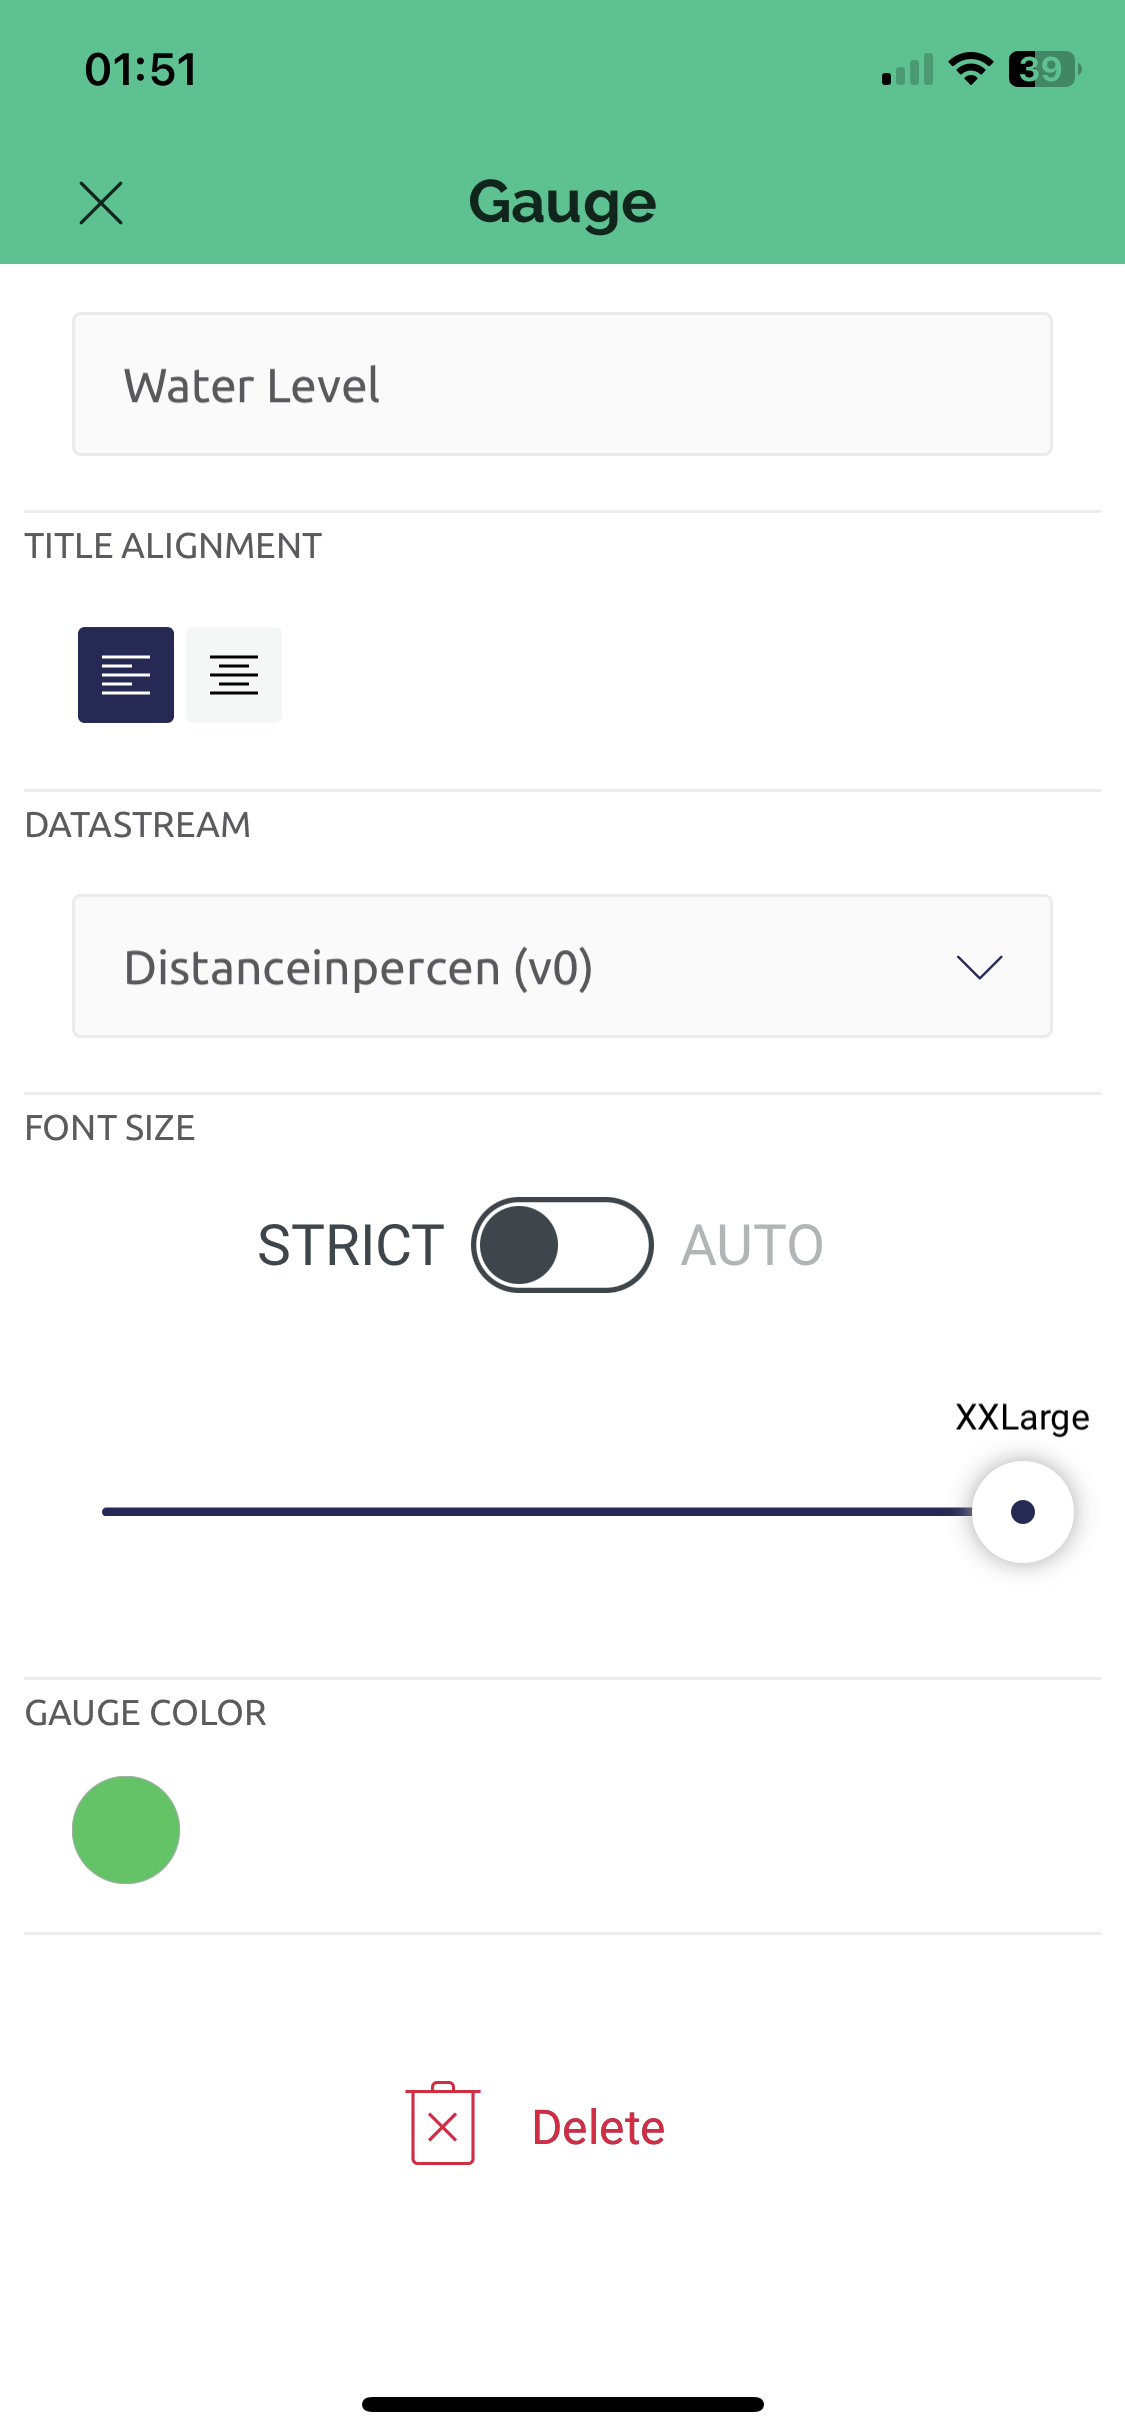 01:51
39
Gauge
Water Level
TITLE ALIGNMENT
DATASTREAM
Distanceinpercen (v0)
FONT SIZE
STRICT AUTO
XXLarge
GAUGE COLOR
Delete